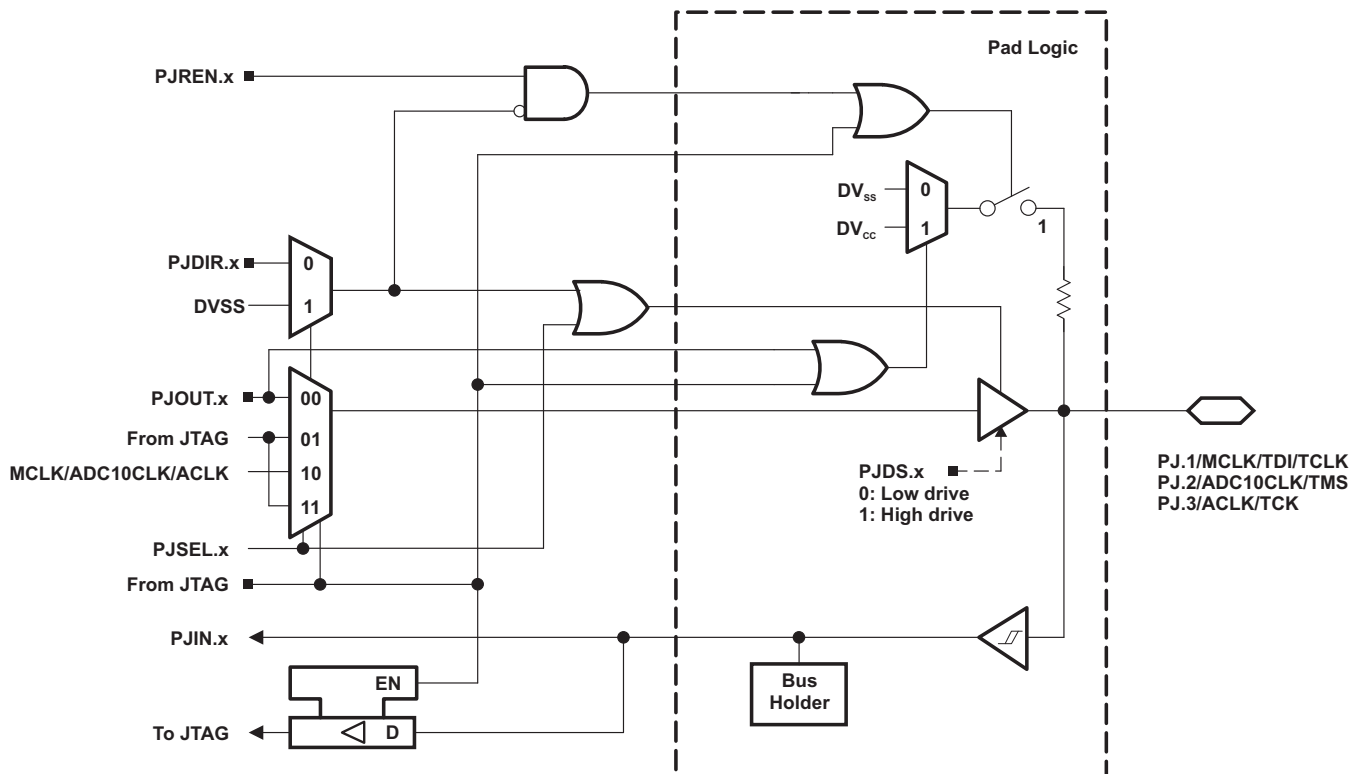 Pad Logic
PJREN.x
DVSS 0
DVCC 1
1
PJDIR.x 0
DVSS 1
PJOUT.x 00
From JTAG 01
MCLK/ADC10CLK/ACLK 10
11
PJDS.x
0: Low drive
1: High drive
PJ.1/MCLK/TDI/TCLK
PJ.2/ADC10CLK/TMS
PJ.3/ACLK/TCK
PJSEL.x
From JTAG
PJIN.x
Bus
Holder
EN
To JTAG D